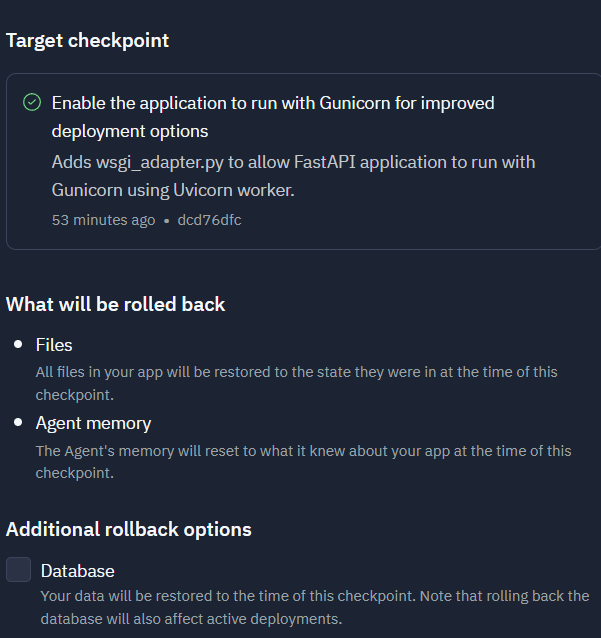 Target checkpoint
Enable the application to run with Gunicorn for improved
deployment options
Adds wsgi_adapter.py to allow FastAPI application to run with
Gunicorn using Uvicorn worker.
53 minutes ago • dcd76dfc
What will be rolled back
• Files
All files in your app will be restored to the state they were in at the time of this
checkpoint.
• Agent memory
The Agent's memory will reset to what it knew about your app at the time of this
checkpoint.
Additional rollback options
Database
Your data will be restored to the time of this checkpoint. Note that rolling back the
database will also affect active deployments.